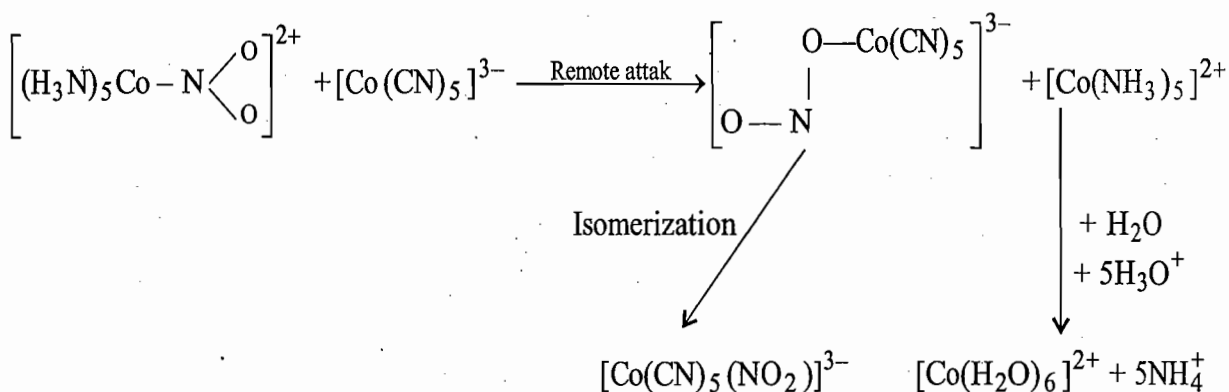 [(H₃N)₅Co – N O O]²⁺ + [Co(CN)₅]³⁻ Remote attak [O — N O — Co(CN)₅]³⁻ + [Co(NH₃)₅]²⁺
Isomerization
+ H₂O
+ 5H₃O⁺
[Co(CN)₅(NO₂)]³⁻ [Co(H₂O)₆]²⁺ + 5NH₄⁺